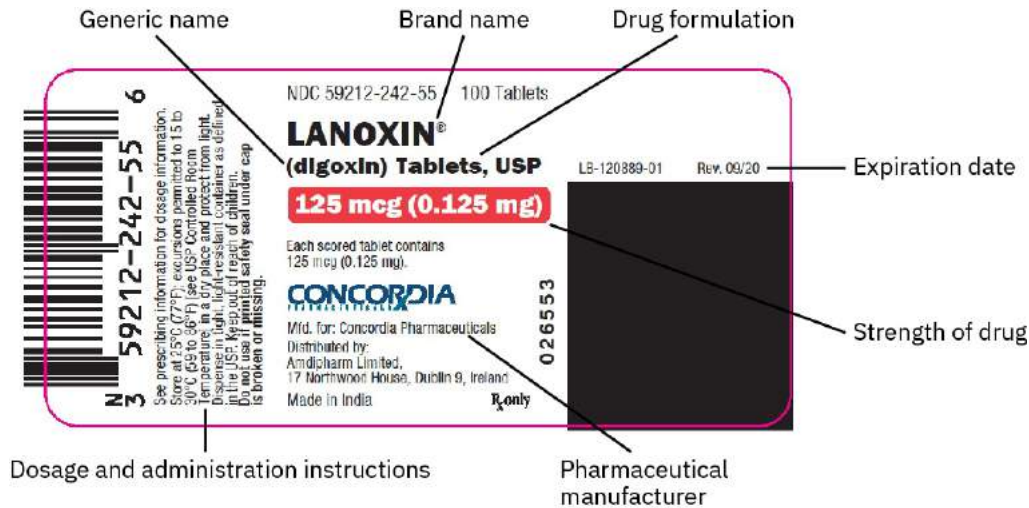 Generic name
Brand name
Drug formulation
NDC 59212-242-55 100 Tablets
LANOXIN®
(digoxin) Tablets, USP
125 mcg (0.125 mg)
Each scored tablet contains
125 mcg (0.125 mg).
CONCORDIA
PHARMACEUTICALS
Mfd. for: Concordia Pharmaceuticals
Distributed by:
Amdipharm Limited,
17 Northwood House, Dublin 9, Ireland
Made in India
Rx only
N
3 59212-242-55 6
See prescribing information for dosage information.
Store at 25°C (77°F); excursions permitted to 15 to
30°C (59 to 86°F) [see USP Controlled Room
Temperature] in a dry place and protect from light.
Dispense in tight, light-resistant container as defined
in the USP. Keep out of reach of children.
Do not use if printed safety seal under cap
is broken or missing.
LB-120889-01 Rev. 09/20
026553
Expiration date
Strength of drug
Dosage and administration instructions
Pharmaceutical
manufacturer